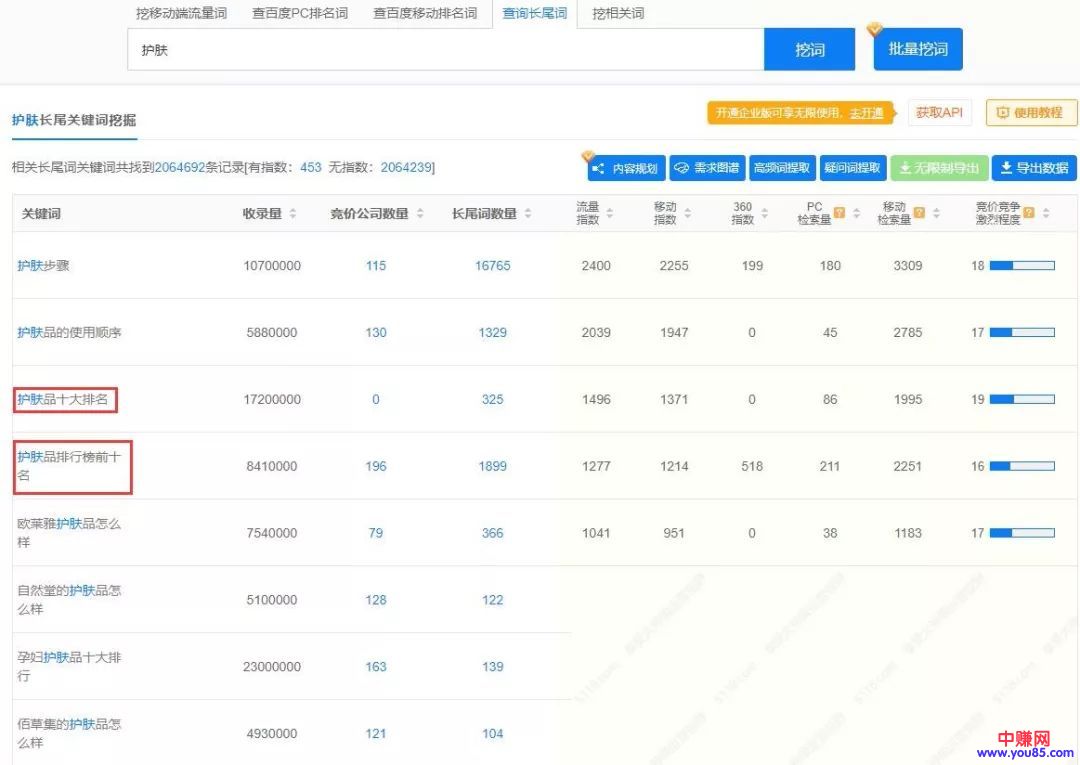 挖移动端流量词 查百度PC排名词 查百度移动排名词 查询长尾词 挖相关词
护肤 挖词 批量挖词
护肤长尾关键词挖掘 开通企业版可享无限使用，去开通 获取API 使用教程
相关长尾词关键词共找到2064692条记录[有指数：453 无指数：2064239] 内容规划 需求图谱 高频词提取 疑问词提取 无限制导出 导出数据
关键词 收录量 竞价公司数量 长尾词数量 流量指数 移动指数 360指数 PC检索量 移动检索量 竞价竞争激烈程度
护肤步骤 10700000 115 16765 2400 2255 199 180 3309 18
护肤品的使用顺序 5880000 130 1329 2039 1947 0 45 2785 17
护肤品十大排名 17200000 0 325 1496 1371 0 86 1995 19
护肤品排行榜前十
名
8410000 196 1899 1277 1214 518 211 2251 16
欧莱雅护肤品怎么
样
7540000 79 366 1041 951 0 38 1183 17
自然堂的护肤品怎
么样
5100000 128 122
孕妇护肤品十大排
行
23000000 163 139
佰草集的护肤品怎
么样
4930000 121 104
中赚网
www.you85.com